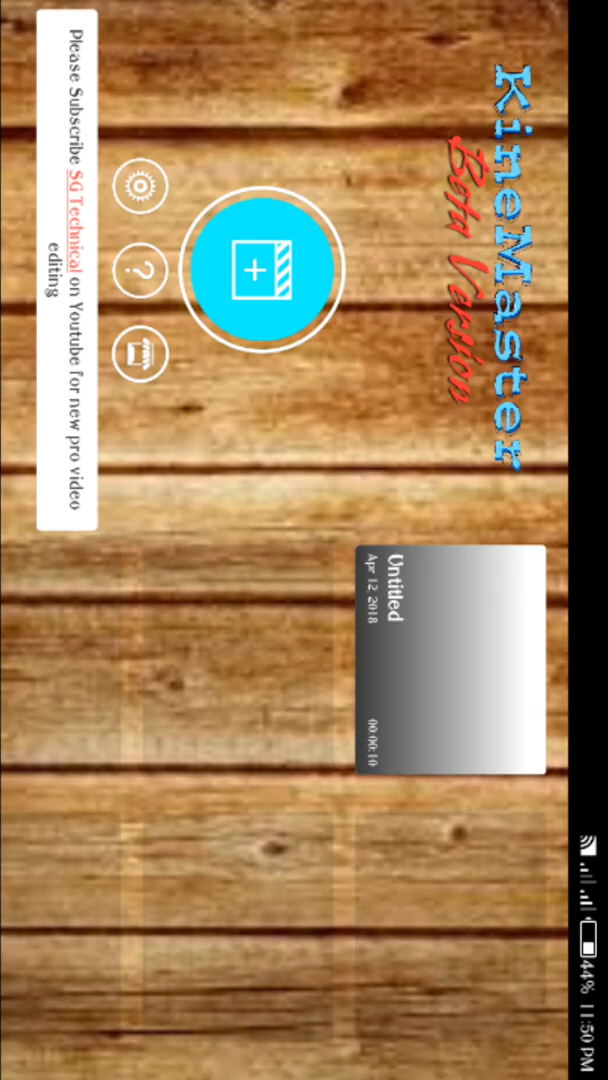 44% 11:50 PM
KineMaster
Beta Version
Untitled
Apr 12, 2018
00:00:10
Please Subscribe SG Technical on Youtube for new pro video
editing